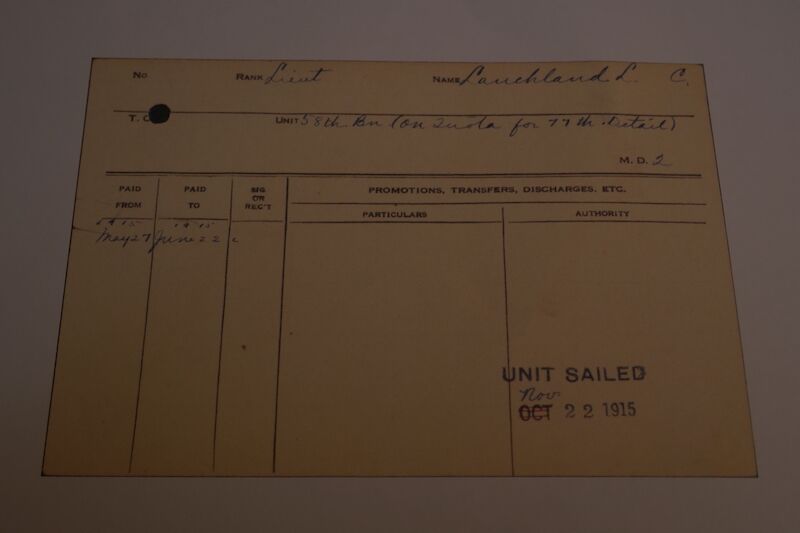 No RANK Lieut NAME Lauchland L. C.
T. O UNIT 58th Bn (On Quota for 77th Detail)
M. D. 2
PAID FROM PAID TO SIG OR REC'T PROMOTIONS, TRANSFERS, DISCHARGES, ETC.
PARTICULARS AUTHORITY
1915 1915
May 27 June 22 c
UNIT SAILED
Nov
OCT 22 1915